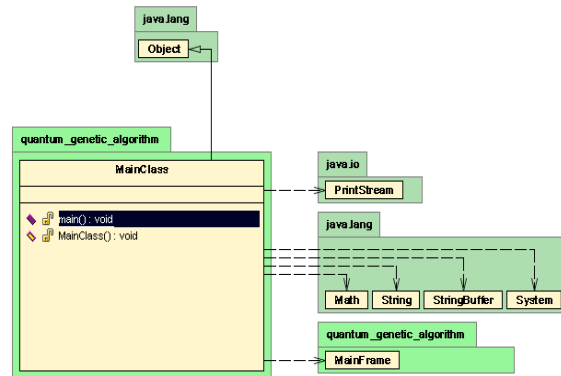 java.lang
Object
quantum_genetic_algorithm
MainClass
main() : void
MainClass() : void
java.io
PrintStream
java.lang
Math String StringBuffer System
quantum_genetic_algorithm
MainFrame